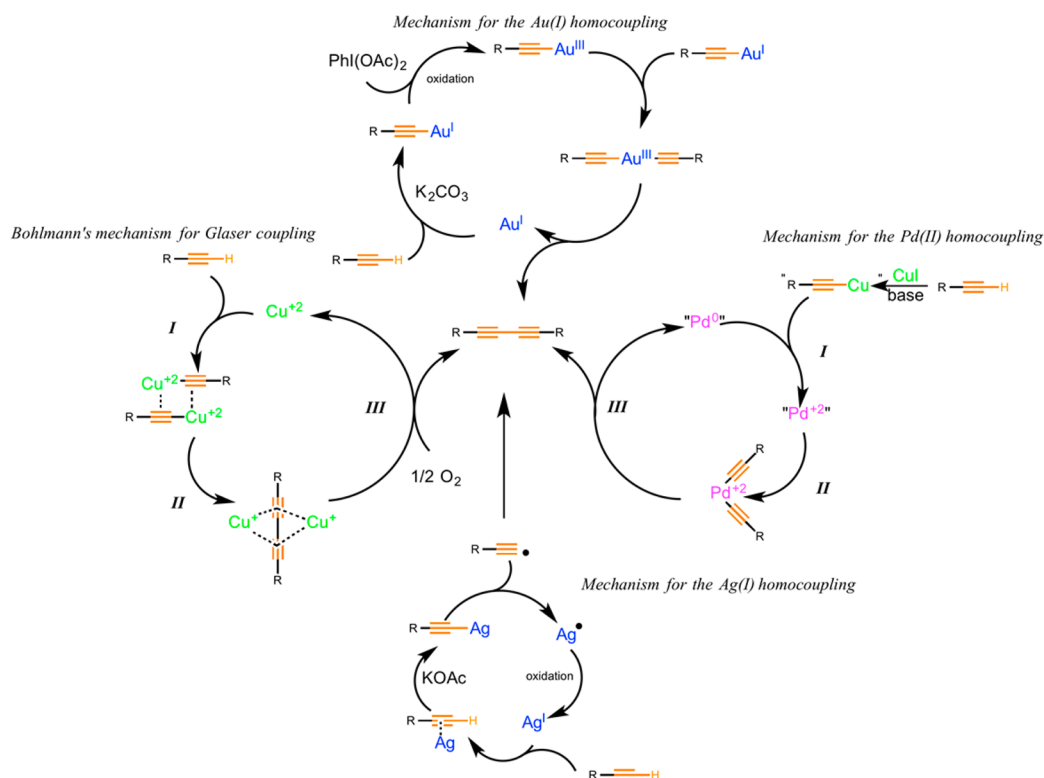 Mechanism for the Au(I) homocoupling
R Au^III R Au^I
PhI(OAc)₂
oxidation
R Au^I
R Au^III R
K₂CO₃
Au^I
R H
Bohlmann's mechanism for Glaser coupling
R H
Cu⁺²
I
Cu⁺² R
R Cu⁺²
II
R
Cu⁺ Cu⁺
R
III
1/2 O₂
R R
Mechanism for the Pd(II) homocoupling
"R Cu" CuI R H
base
"Pd⁰"
I
"Pd⁺²"
III
II
R
Pd⁺²
R
R •
Mechanism for the Ag(I) homocoupling
R Ag
Ag•
KOAc
oxidation
R H
Ag
Ag^I
R H